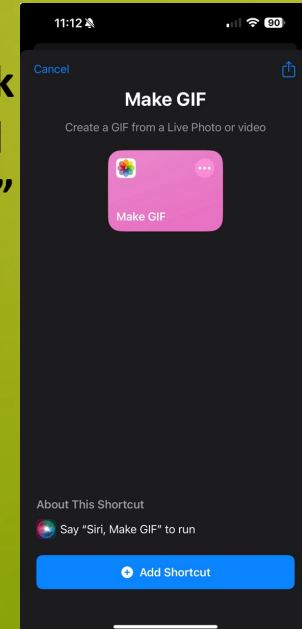 11:12
90
Cancel
Make GIF
k
Create a GIF from a Live Photo or video
”
Make GIF
About This Shortcut
Say “Siri, Make GIF” to run
Add Shortcut